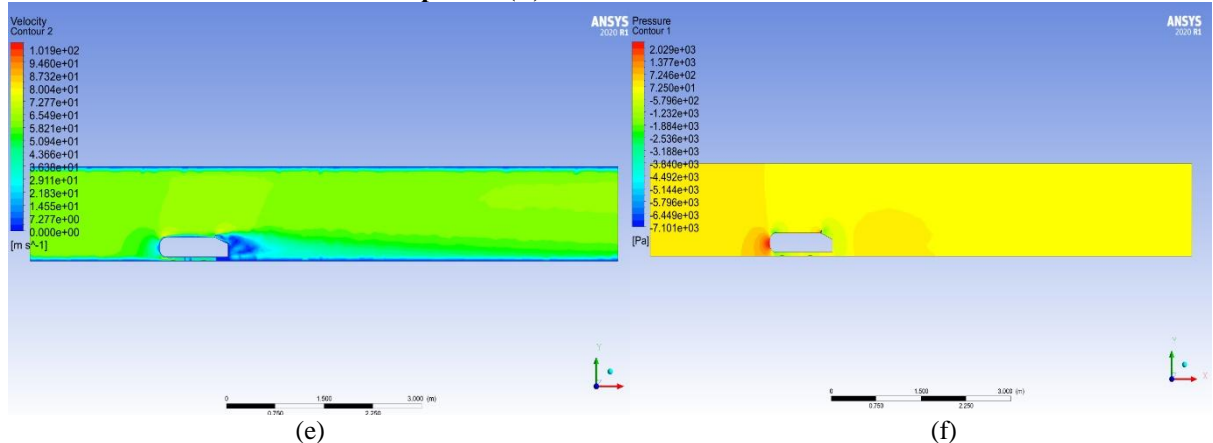 Velocity
Contour 2
1.019e+02
9.460e+01
8.732e+01
8.004e+01
7.277e+01
6.549e+01
5.821e+01
5.094e+01
4.366e+01
3.638e+01
2.911e+01
2.183e+01
1.455e+01
7.277e+00
0.000e+00
[m s^-1]
ANSYS
2020 R1
Y
0 1.500 3.000 (m)
0.750 2.250
(e)
Pressure
Contour 1
2.029e+03
1.377e+03
7.246e+02
7.250e+01
-5.796e+02
-1.232e+03
-1.884e+03
-2.536e+03
-3.188e+03
-3.840e+03
-4.492e+03
-5.144e+03
-5.796e+03
-6.449e+03
-7.101e+03
[Pa]
ANSYS
2020 R1
Y
X
0 1.500 3.000 (m)
0.750 2.250
(f)